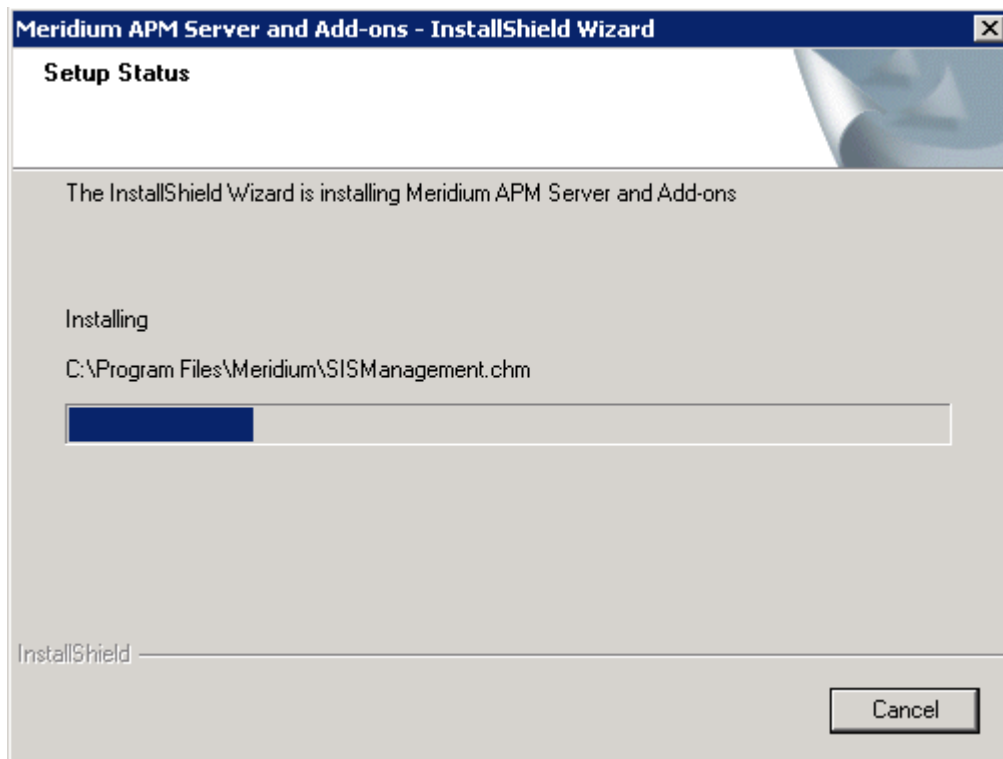 Meridium APM Server and Add-ons - InstallShield Wizard
Setup Status
The InstallShield Wizard is installing Meridium APM Server and Add-ons
Installing
C:\Program Files\Meridium\SISManagement.chm
InstallShield
Cancel